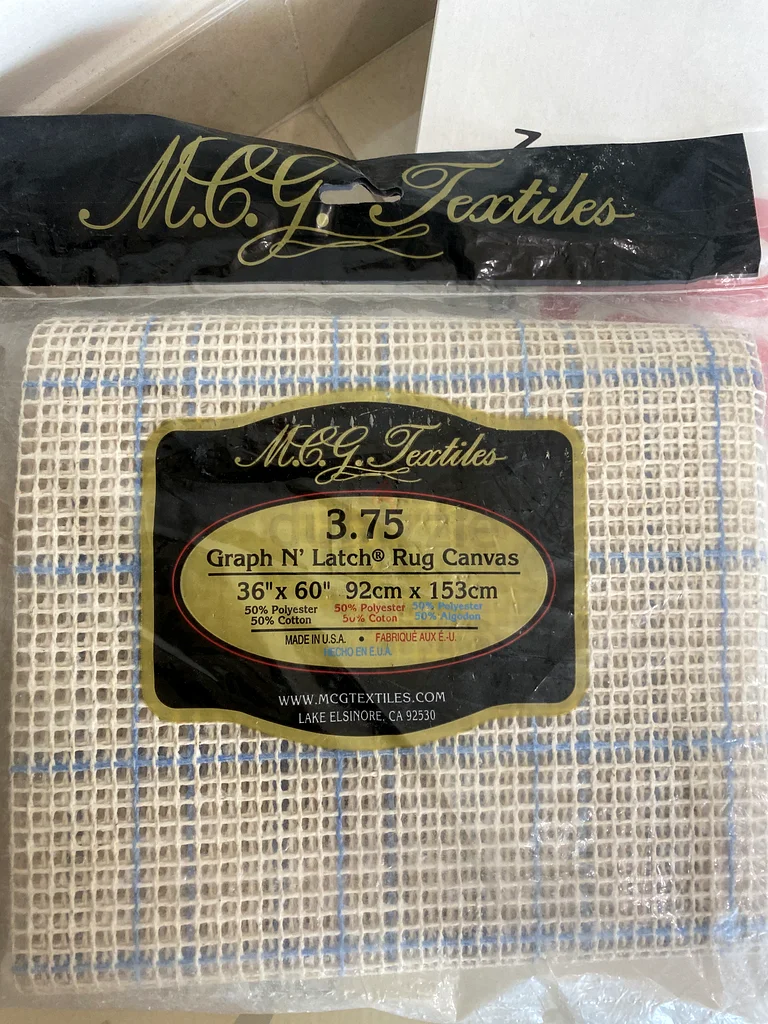 M.C.G. Textiles
M.C.G. Textiles
3.75
Graph N' Latch® Rug Canvas
36" x 60" 92cm x 153cm
50% Polyester 50% Polyester 50% Polyester
50% Cotton 50% Coton 50% Algodon
MADE IN U.S.A. • FABRIQUÉ AUX É.-U.
HECHO EN E.U.A.
WWW.MCGTEXTILES.COM
LAKE ELSINORE, CA 92530